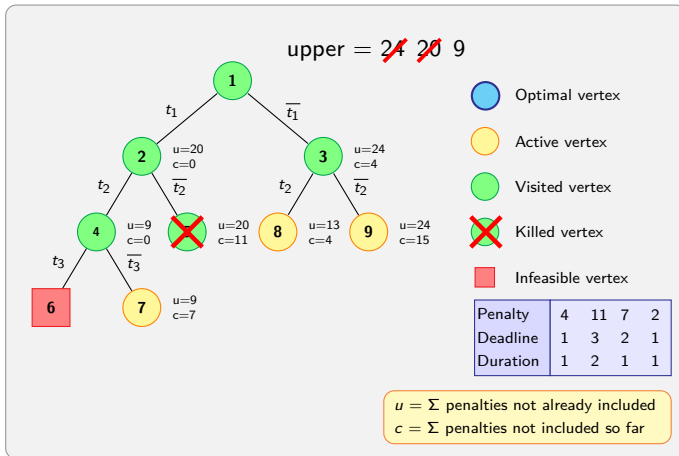 upper = 24 20 9
1
t₁
t̅₁
2
u=20
c=0
3
u=24
c=4
t₂
t̅₂
t₂
t̅₂
4
u=9
c=0
u=20
c=11
8
u=13
c=4
9
u=24
c=15
t₃
t̅₃
6
7
u=9
c=7
Optimal vertex
Active vertex
Visited vertex
Killed vertex
Infeasible vertex
Penalty 4 11 7 2
Deadline 1 3 2 1
Duration 1 2 1 1
u = Σ penalties not already included
c = Σ penalties not included so far